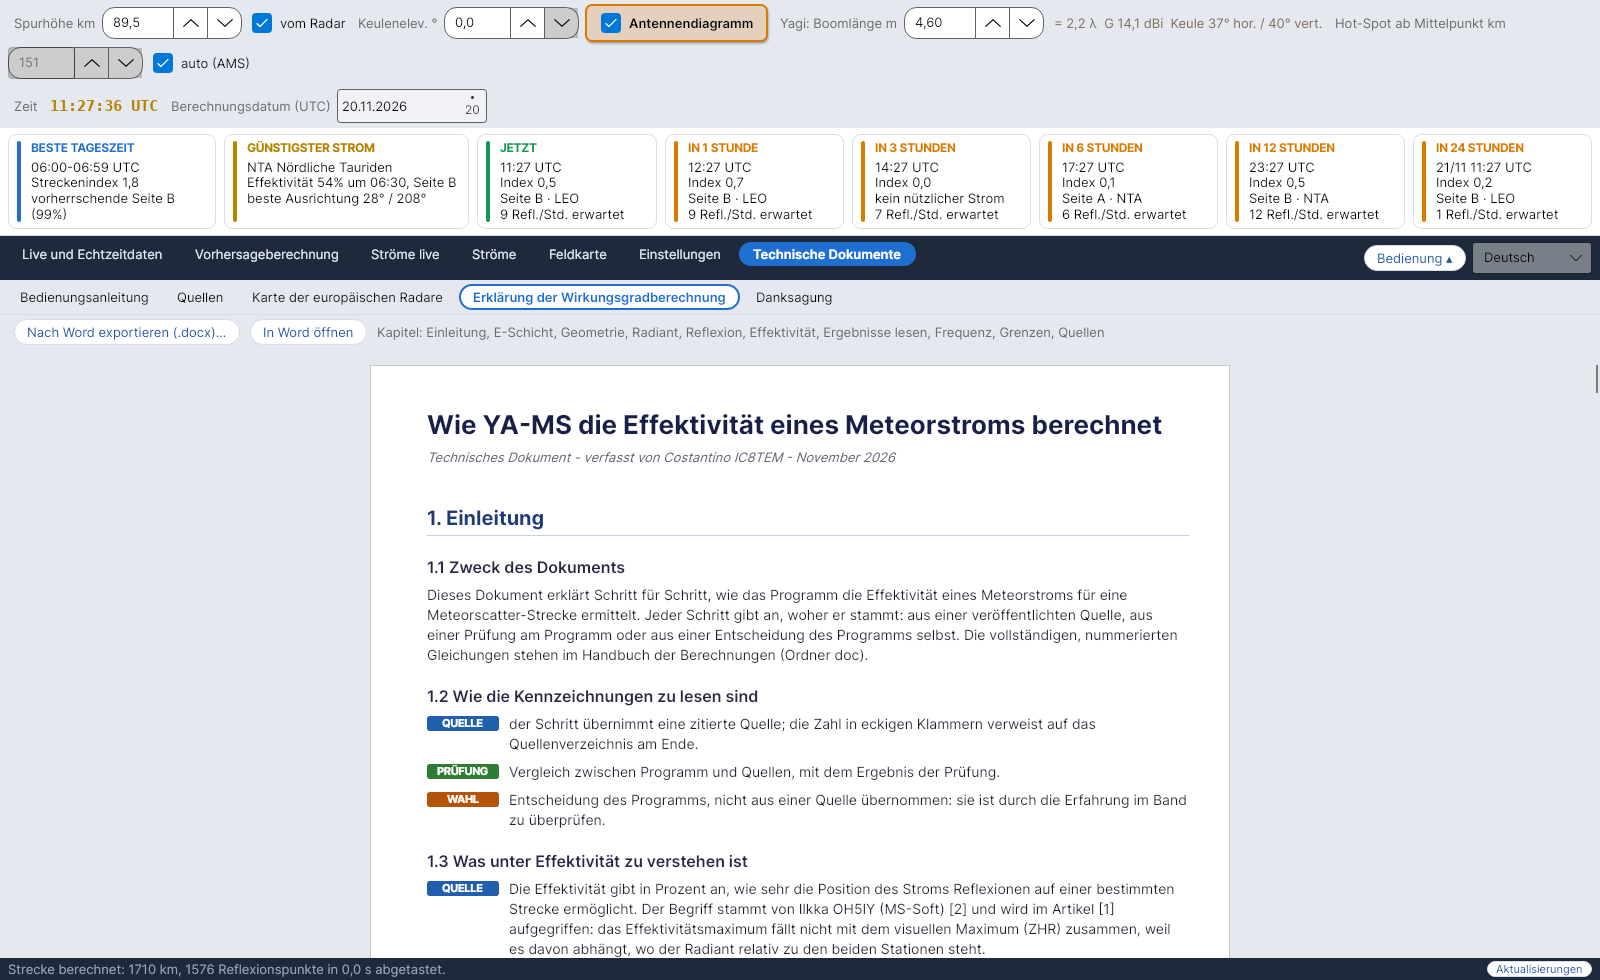 Spurhöhe km 89,5 vom Radar Keulenelev. ° 0,0 Antennendiagramm Yagi: Boomlänge m 4,60 = 2,2 λ G 14,1 dBi Keule 37° hor. / 40° vert. Hot-Spot ab Mittelpunkt km
151 auto (AMS)
Zeit 11:27:36 UTC Berechnungsdatum (UTC) 20.11.2026 20
BESTE TAGESZEIT
06:00-06:59 UTC
Streckenindex 1,8
vorherrschende Seite B
(99%)
GÜNSTIGSTER STROM
NTA Nördliche Tauriden
Effektivität 54% um 06:30, Seite B
beste Ausrichtung 28° / 208°
JETZT
11:27 UTC
Index 0,5
Seite B · LEO
9 Refl./Std. erwartet
IN 1 STUNDE
12:27 UTC
Index 0,7
Seite B · LEO
9 Refl./Std. erwartet
IN 3 STUNDEN
14:27 UTC
Index 0,0
kein nützlicher Strom
7 Refl./Std. erwartet
IN 6 STUNDEN
17:27 UTC
Index 0,1
Seite A · NTA
6 Refl./Std. erwartet
IN 12 STUNDEN
23:27 UTC
Index 0,5
Seite B · NTA
12 Refl./Std. erwartet
IN 24 STUNDEN
21/11 11:27 UTC
Index 0,2
Seite B · LEO
1 Refl./Std. erwartet
Live und Echtzeitdaten Vorhersageberechnung Ströme live Ströme Feldkarte Einstellungen Technische Dokumente Bedienung ▴ Deutsch
Bedienungsanleitung Quellen Karte der europäischen Radare Erklärung der Wirkungsgradberechnung Danksagung
Nach Word exportieren (.docx)... In Word öffnen Kapitel: Einleitung, E-Schicht, Geometrie, Radiant, Reflexion, Effektivität, Ergebnisse lesen, Frequenz, Grenzen, Quellen
Wie YA-MS die Effektivität eines Meteorstroms berechnet
Technisches Dokument - verfasst von Costantino IC8TEM - November 2026
1. Einleitung
1.1 Zweck des Dokuments
Dieses Dokument erklärt Schritt für Schritt, wie das Programm die Effektivität eines Meteorstroms für eine
Meteorscatter-Strecke ermittelt. Jeder Schritt gibt an, woher er stammt: aus einer veröffentlichten Quelle, aus
einer Prüfung am Programm oder aus einer Entscheidung des Programms selbst. Die vollständigen, nummerierten
Gleichungen stehen im Handbuch der Berechnungen (Ordner doc).
1.2 Wie die Kennzeichnungen zu lesen sind
QUELLE der Schritt übernimmt eine zitierte Quelle; die Zahl in eckigen Klammern verweist auf das
Quellenverzeichnis am Ende.
PRÜFUNG Vergleich zwischen Programm und Quellen, mit dem Ergebnis der Prüfung.
WAHL Entscheidung des Programms, nicht aus einer Quelle übernommen: sie ist durch die Erfahrung im Band
zu überprüfen.
1.3 Was unter Effektivität zu verstehen ist
QUELLE Die Effektivität gibt in Prozent an, wie sehr die Position des Stroms Reflexionen auf einer bestimmten
Strecke ermöglicht. Der Begriff stammt von Ilkka OH5IY (MS-Soft) [2] und wird im Artikel [1]
aufgegriffen: das Effektivitätsmaximum fällt nicht mit dem visuellen Maximum (ZHR) zusammen, weil
es davon abhängt, wo der Radiant relativ zu den beiden Stationen steht.
Strecke berechnet: 1710 km, 1576 Reflexionspunkte in 0,0 s abgetastet. Aktualisierungen